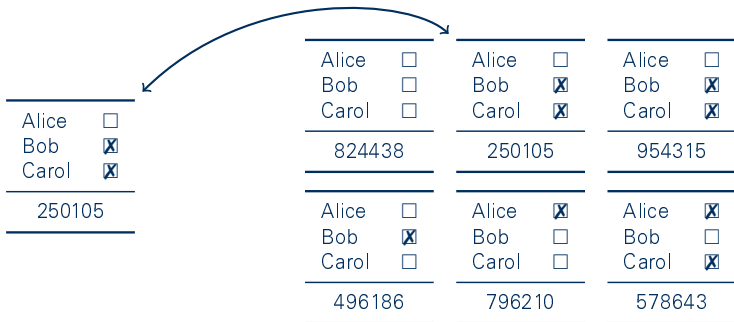 Alice ☐
Bob ☒
Carol ☒
250105
Alice ☐
Bob ☐
Carol ☐
824438
Alice ☐
Bob ☒
Carol ☒
250105
Alice ☐
Bob ☒
Carol ☒
954315
Alice ☐
Bob ☒
Carol ☐
496186
Alice ☒
Bob ☐
Carol ☐
796210
Alice ☒
Bob ☐
Carol ☒
578643